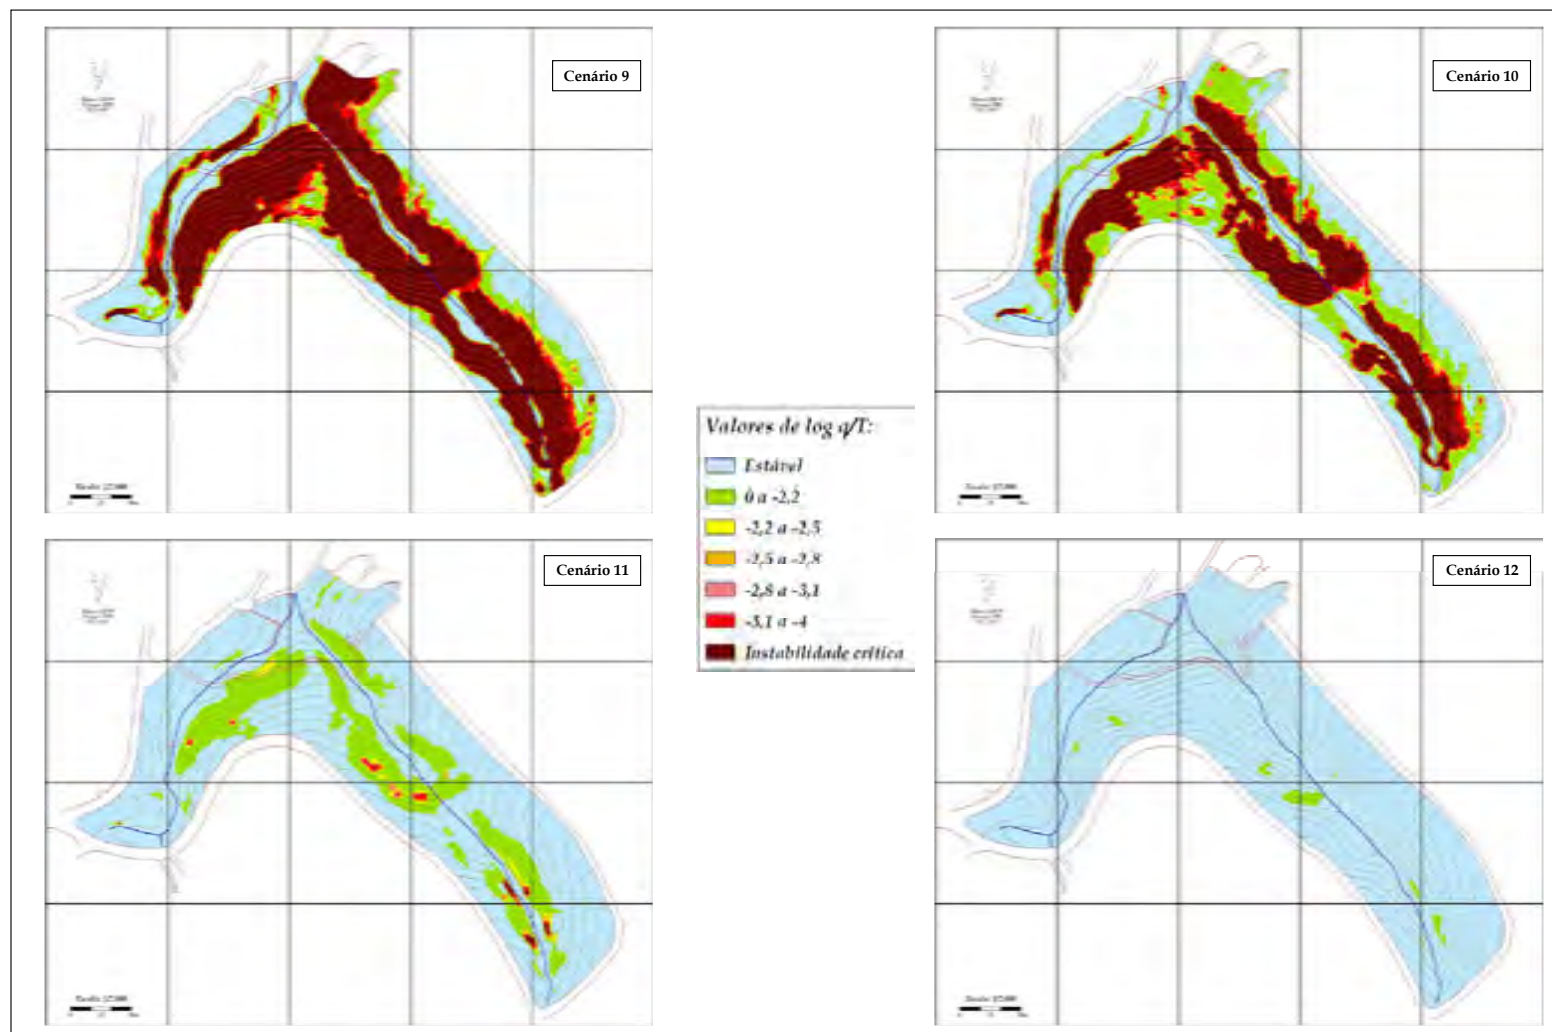 Cenário 9
Cenário 10
Valores de log q/T:
Estável
0 a -2,2
-2,2 a -2,5
-2,5 a -2,8
-2,8 a -3,1
-3,1 a -4
Instabilidade crítica
Cenário 11
Cenário 12